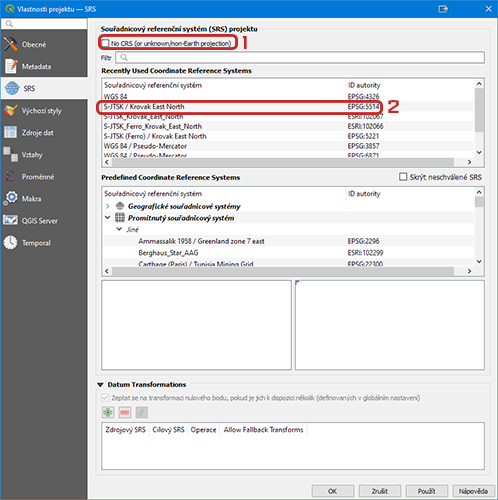 Vlastnosti projektu — SRS
Obecné
Metadata
SRS
Výchozí styly
Zdroje dat
Vztahy
Proměnné
Makra
QGIS Server
Temporal
Souřadnicový referenční systém (SRS) projektu
No CRS (or unknown/non-Earth projection) 1
Filtr
Recently Used Coordinate Reference Systems
Souřadnicový referenční systém ID autority
WGS 84 EPSG:4326
S-JTSK / Krovak East North EPSG:5514 2
S-JTSK_Krovak_East_North ESRI:102067
S-JTSK_Ferro_Krovak_East_North ESRI:102066
S-JTSK (Ferro) / Krovak East North EPSG:5221
WGS 84 / Pseudo-Mercator EPSG:3857
WGS 84 / Pseudo-Mercator EPSG:6871
Predefined Coordinate Reference Systems Skrýt neschválené SRS
Souřadnicový referenční systém ID autority
Geografické souřadnicové systémy
Promítnutý souřadnicový systém
Jiné
Ammassalik 1958 / Greenland zone 7 east EPSG:2296
Berghaus_Star_AAG ESRI:102299
Carthage (Paris) / Tunisia Mining Grid EPSG:22300
Datum Transformations
Zeptat se na transformaci nulového bodu, pokud je jich k dispozici několik (definovaných v globálním nastavení)
Zdrojový SRS Cílový SRS Operace Allow Fallback Transforms
OK Zrušit Použít Nápověda